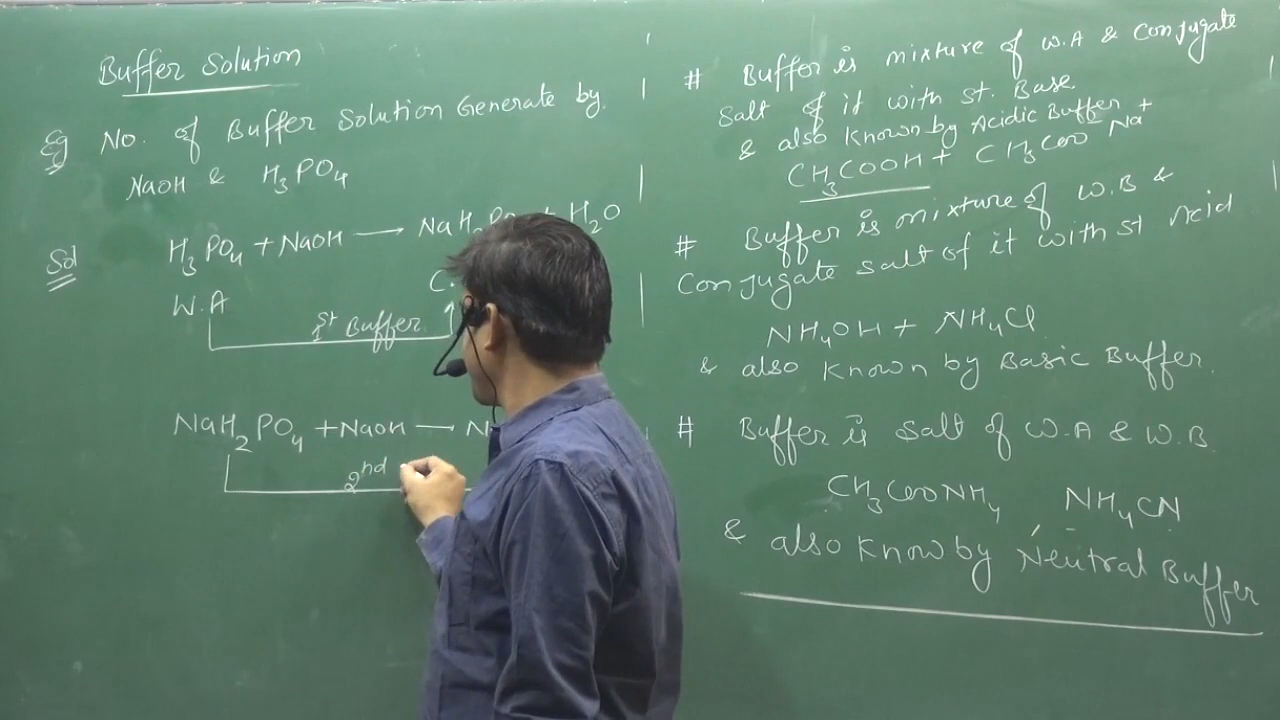 Buffer Solution
Eg No. of Buffer Solution Generate by
NaOH & H₃PO₄
Sol H₃PO₄ + NaOH → NaH₂PO₄ + H₂O
W.A C.
1st Buffer
NaH₂PO₄ + NaOH → N
2nd
# Buffer is mixture of W.A & Conjugate
Salt of it with st. Base
& also known by Acidic Buffer
CH₃COOH + CH₃COO⁻Na⁺
# Buffer is mixture of W.B &
Conjugate salt of it with st Acid
NH₄OH + NH₄Cl
& also known by Basic Buffer.
# Buffer is Salt of W.A & W.B
CH₃COONH₄ NH₄CN
& also Know by Neutral Buffer